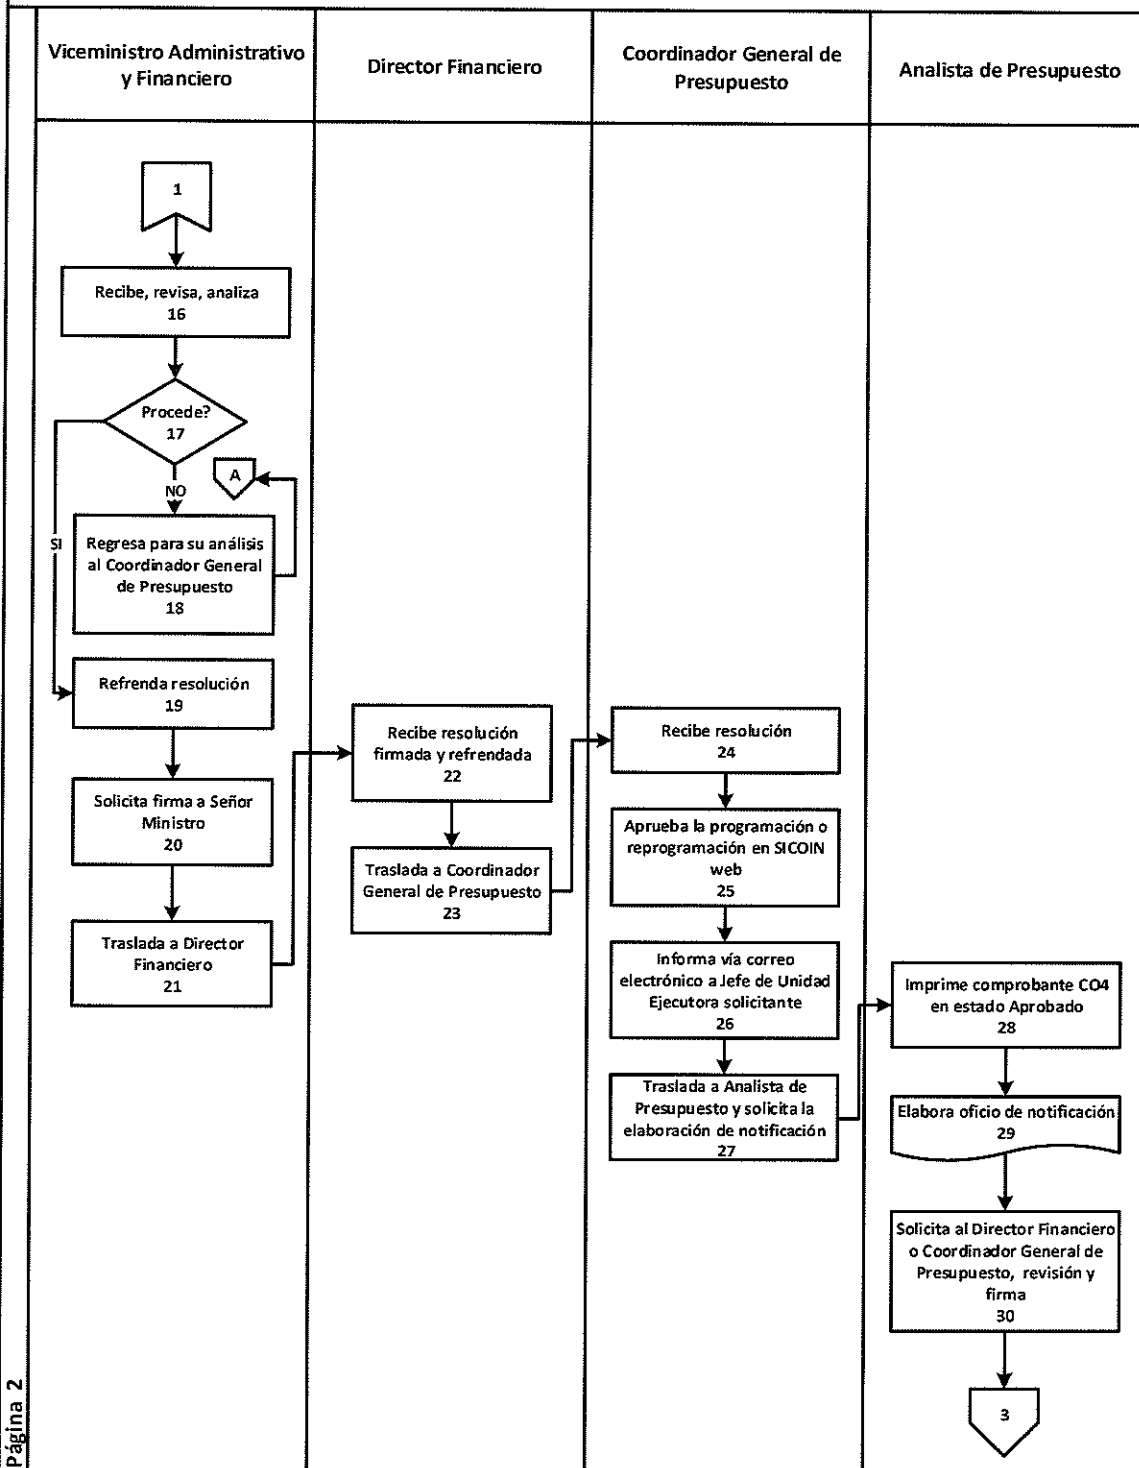 Viceministro Administrativo
y Financiero
Director Financiero
Coordinador General de
Presupuesto
Analista de Presupuesto
1
Recibe, revisa, analiza
16
Procede?
17
A
NO
SI
Regresa para su análisis
al Coordinador General
de Presupuesto
18
Refrenda resolución
19
Solicita firma a Señor
Ministro
20
Traslada a Director
Financiero
21
Recibe resolución
firmada y refrendada
22
Traslada a Coordinador
General de Presupuesto
23
Recibe resolución
24
Aprueba la programación o
reprogramación en SICOIN
web
25
Informa vía correo
electrónico a Jefe de Unidad
Ejecutora solicitante
26
Traslada a Analista de
Presupuesto y solicita la
elaboración de notificación
27
Imprime comprobante CO4
en estado Aprobado
28
Elabora oficio de notificación
29
Solicita al Director Financiero
o Coordinador General de
Presupuesto, revisión y
firma
30
3
Página 2